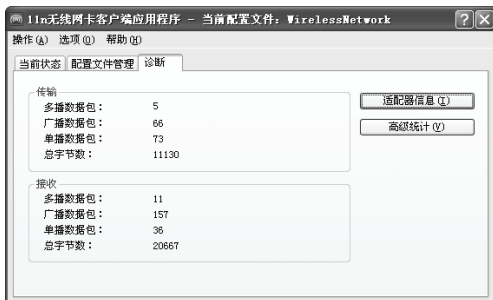 11n无线网卡客户端应用程序 - 当前配置文件: WirelessNetwork
操作(A) 选项(O) 帮助(H)
当前状态 配置文件管理 诊断
传输
多播数据包: 5
广播数据包: 66
单播数据包: 73
总字节数: 11130
适配器信息(I)
高级统计(V)
接收
多播数据包: 11
广播数据包: 157
单播数据包: 36
总字节数: 20667